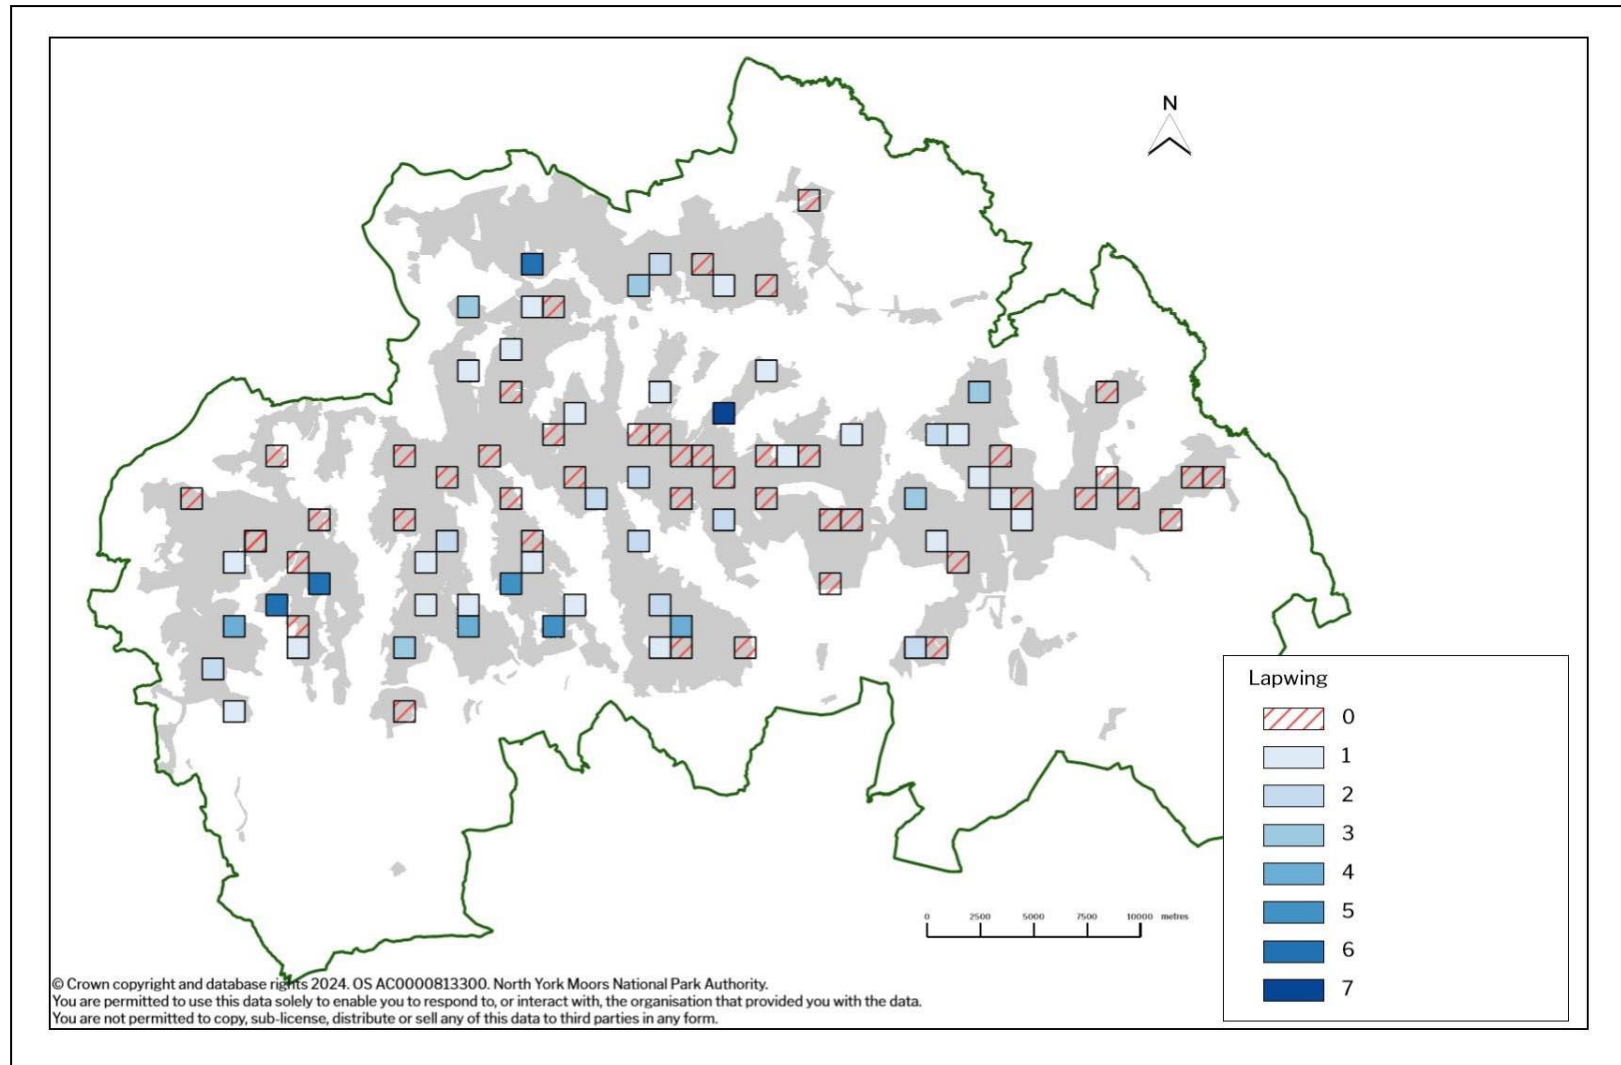 N
Lapwing
0
1
2
3
4
5
6
7
0 2500 5000 7500 10000 metres
© Crown copyright and database rights 2024. OS AC0000813300. North York Moors National Park Authority.
You are permitted to use this data solely to enable you to respond to, or interact with, the organisation that provided you with the data.
You are not permitted to copy, sub-license, distribute or sell any of this data to third parties in any form.